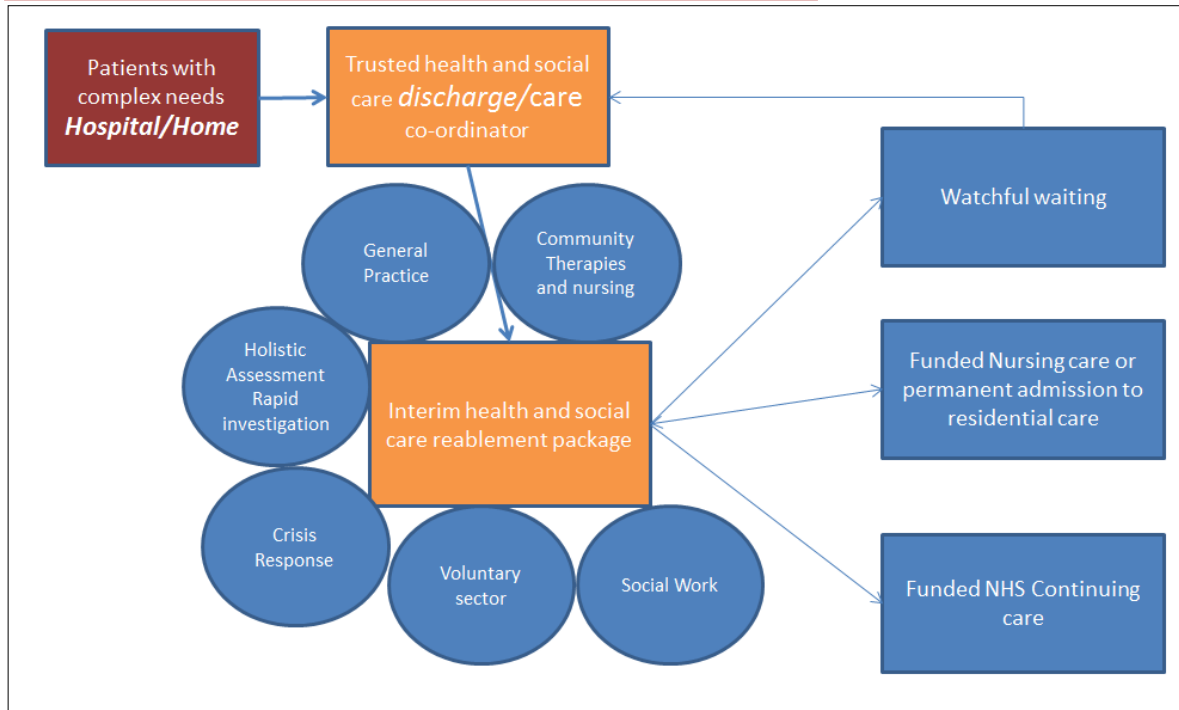 Patients with
complex needs
Hospital/Home
Trusted health and social
care discharge/care
co-ordinator
Watchful waiting
General
Practice
Community
Therapies
and nursing
Holistic
Assessment
Rapid
investigation
Interim health and social
care reablement package
Funded Nursing care or
permanent admission to
residential care
Crisis
Response
Voluntary
sector
Social Work
Funded NHS Continuing
care